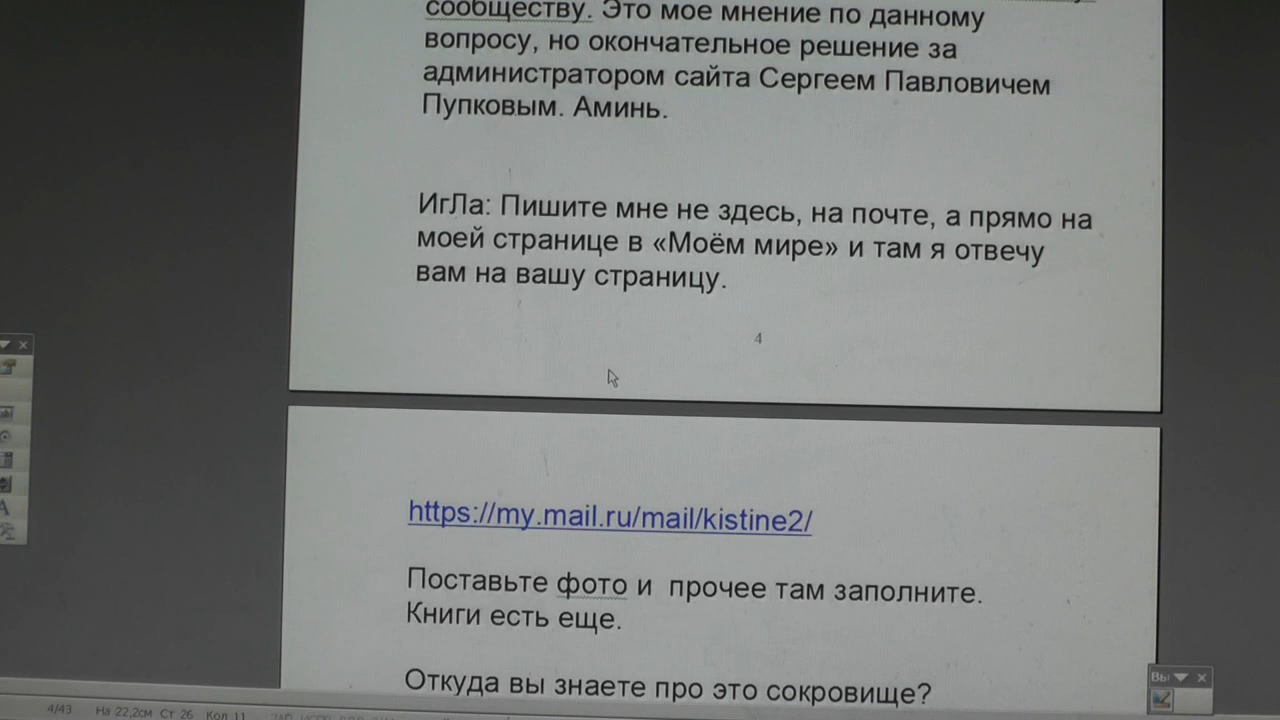 сообществу. Это мое мнение по данному
вопросу, но окончательное решение за
администратором сайта Сергеем Павловичем
Пупковым. Аминь.
ИгЛа: Пишите мне не здесь, на почте, а прямо на
моей странице в «Моём мире» и там я отвечу
вам на вашу страницу.
4
https://my.mail.ru/mail/kistine2/
Поставьте фото и прочее там заполните.
Книги есть еще.
Откуда вы знаете про это сокровище?
4/43 На 22,2см Ст 26 Кол 11